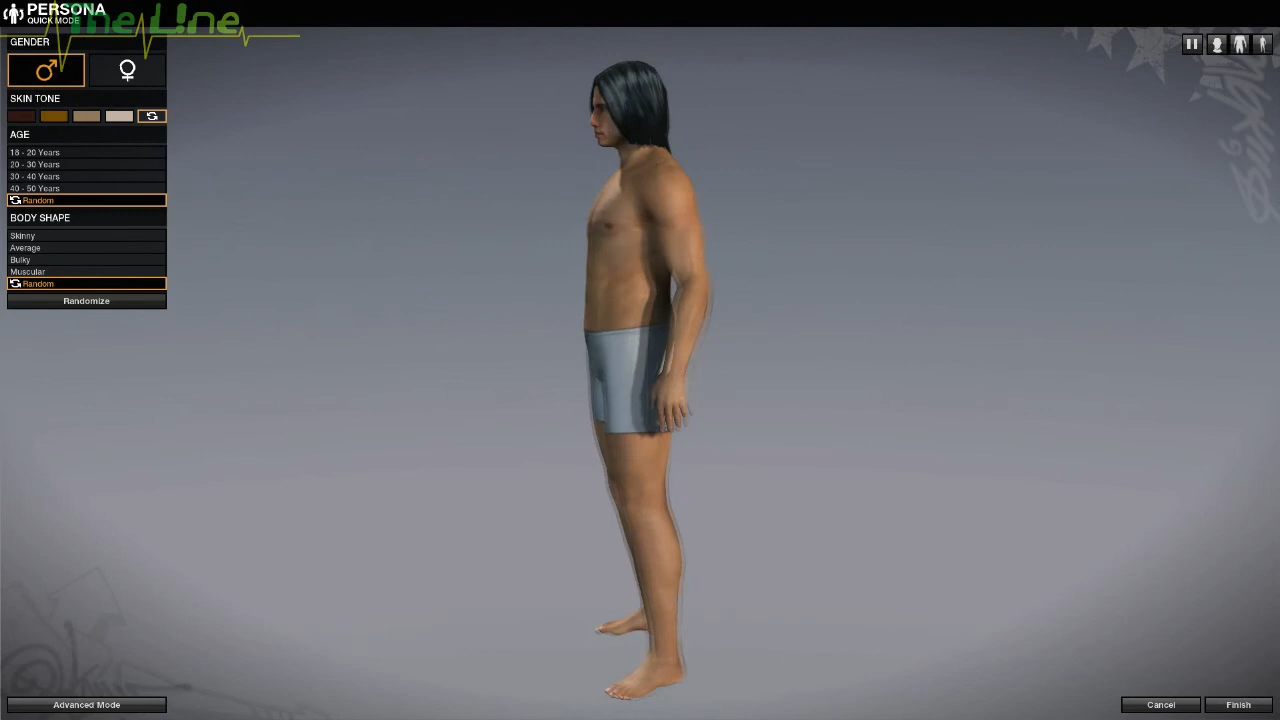 PERSONA
QUICK MODE
The L!ne
GENDER
SKIN TONE
AGE
18 - 20 Years
20 - 30 Years
30 - 40 Years
40 - 50 Years
Random
BODY SHAPE
Skinny
Average
Bulky
Muscular
Random
Randomize
Advanced Mode
Cancel
Finish